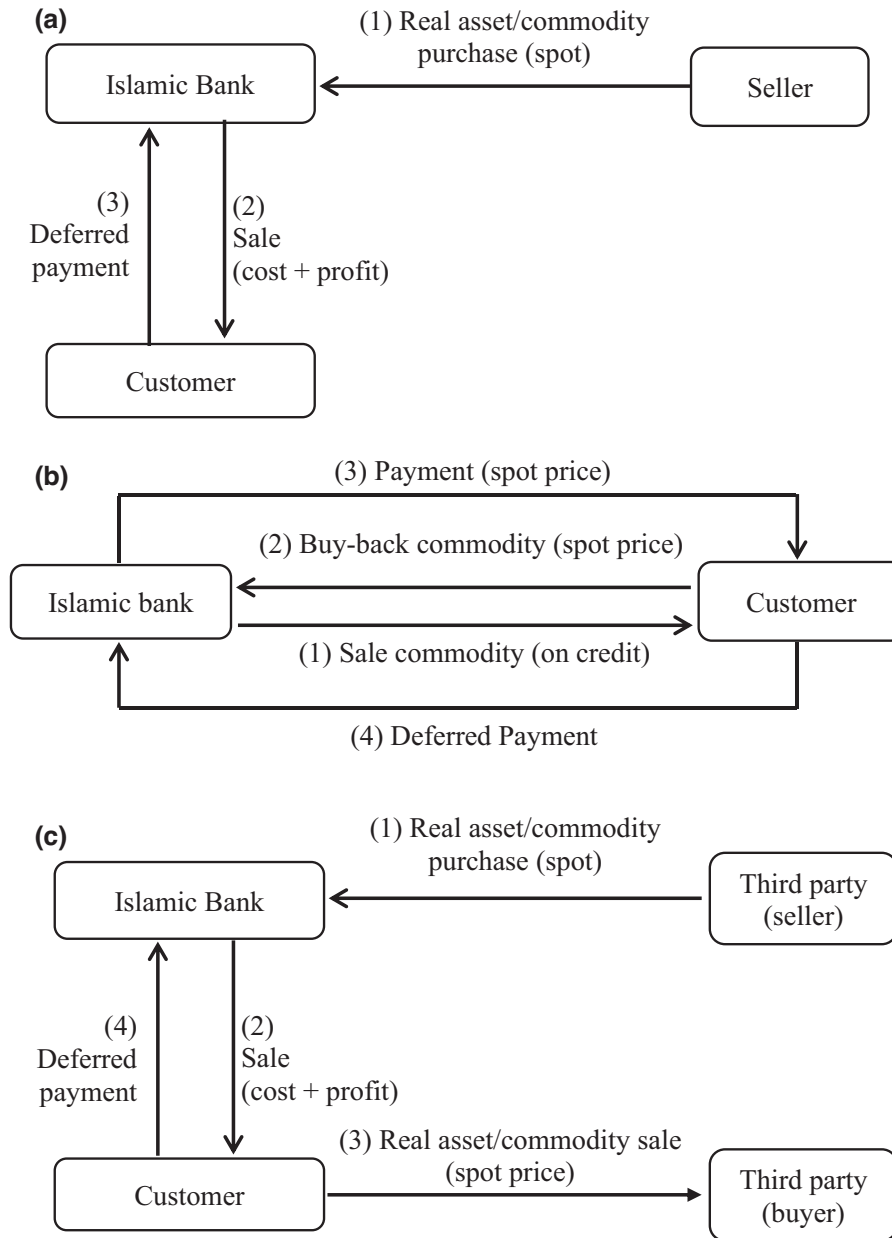 (a)
(1) Real asset/commodity
purchase (spot)
Islamic Bank
Seller
(3)
Deferred
payment
(2)
Sale
(cost + profit)
Customer
(b)
(3) Payment (spot price)
(2) Buy-back commodity (spot price)
Islamic bank
Customer
(1) Sale commodity (on credit)
(4) Deferred Payment
(c)
(1) Real asset/commodity
purchase (spot)
Islamic Bank
Third party
(seller)
(4)
Deferred
payment
(2)
Sale
(cost + profit)
(3) Real asset/commodity sale
(spot price)
Customer
Third party
(buyer)